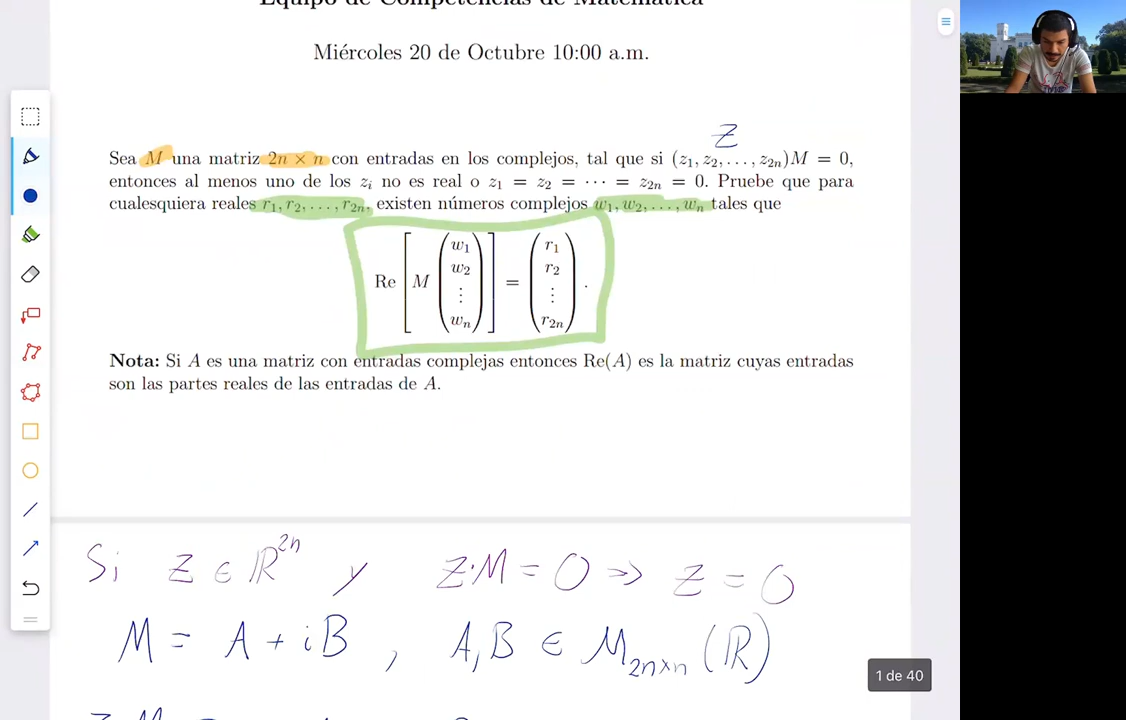 Equipo de Competencias de Matemática
Miércoles 20 de Octubre 10:00 a.m.
Z
Sea M una matriz 2n × n con entradas en los complejos, tal que si (z₁, z₂, . . . , z₂ₙ)M = 0,
entonces al menos uno de los zᵢ no es real o z₁ = z₂ = · · · = z₂ₙ = 0. Pruebe que para
cualesquiera reales r₁, r₂, . . . , r₂ₙ, existen números complejos w₁, w₂, . . . , wₙ tales que
Re [ M ( w₁ w₂ ⋮ wₙ ) ] = ( r₁ r₂ ⋮ r₂ₙ ) .
Nota: Si A es una matriz con entradas complejas entonces Re(A) es la matriz cuyas entradas
son las partes reales de las entradas de A.
Si Z ∈ ℝ²ⁿ y Z·M = 0 ⇒ Z = 0
M = A + iB , A,B ∈ M₂ₙₓₙ (ℝ)
1 de 40